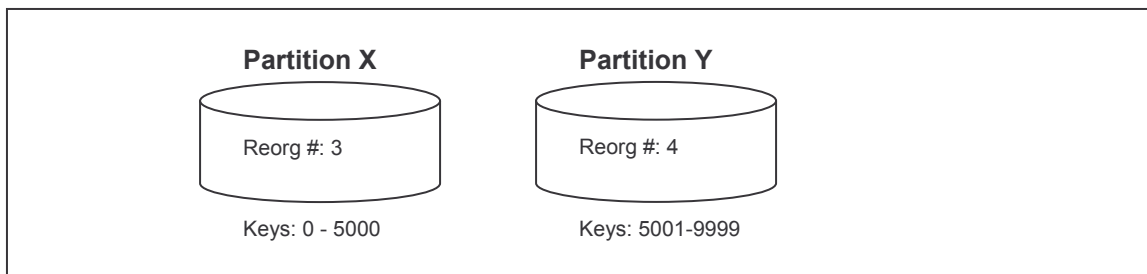 Partition X
Partition Y
Reorg #: 3
Reorg #: 4
Keys: 0 - 5000
Keys: 5001-9999